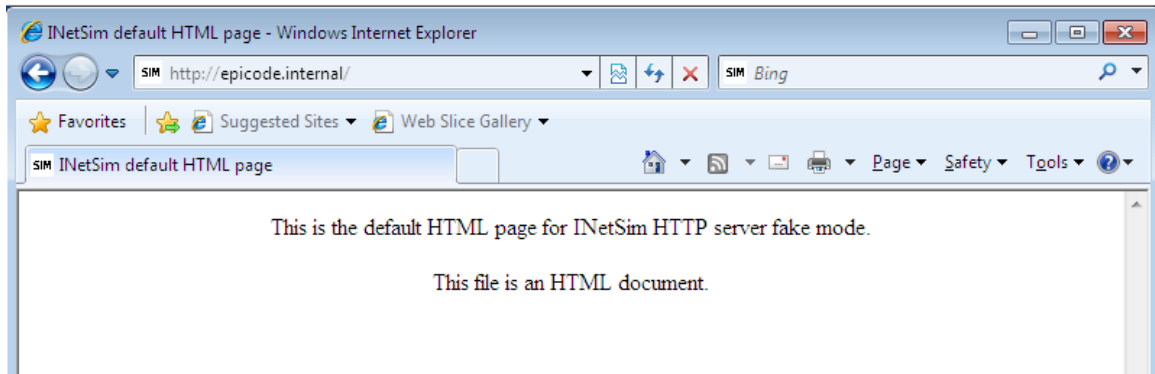 INetSim default HTML page - Windows Internet Explorer
SIM http://epicode.internal/ SIM Bing
Favorites Suggested Sites Web Slice Gallery
SIM INetSim default HTML page Page Safety Tools
This is the default HTML page for INetSim HTTP server fake mode.
This file is an HTML document.